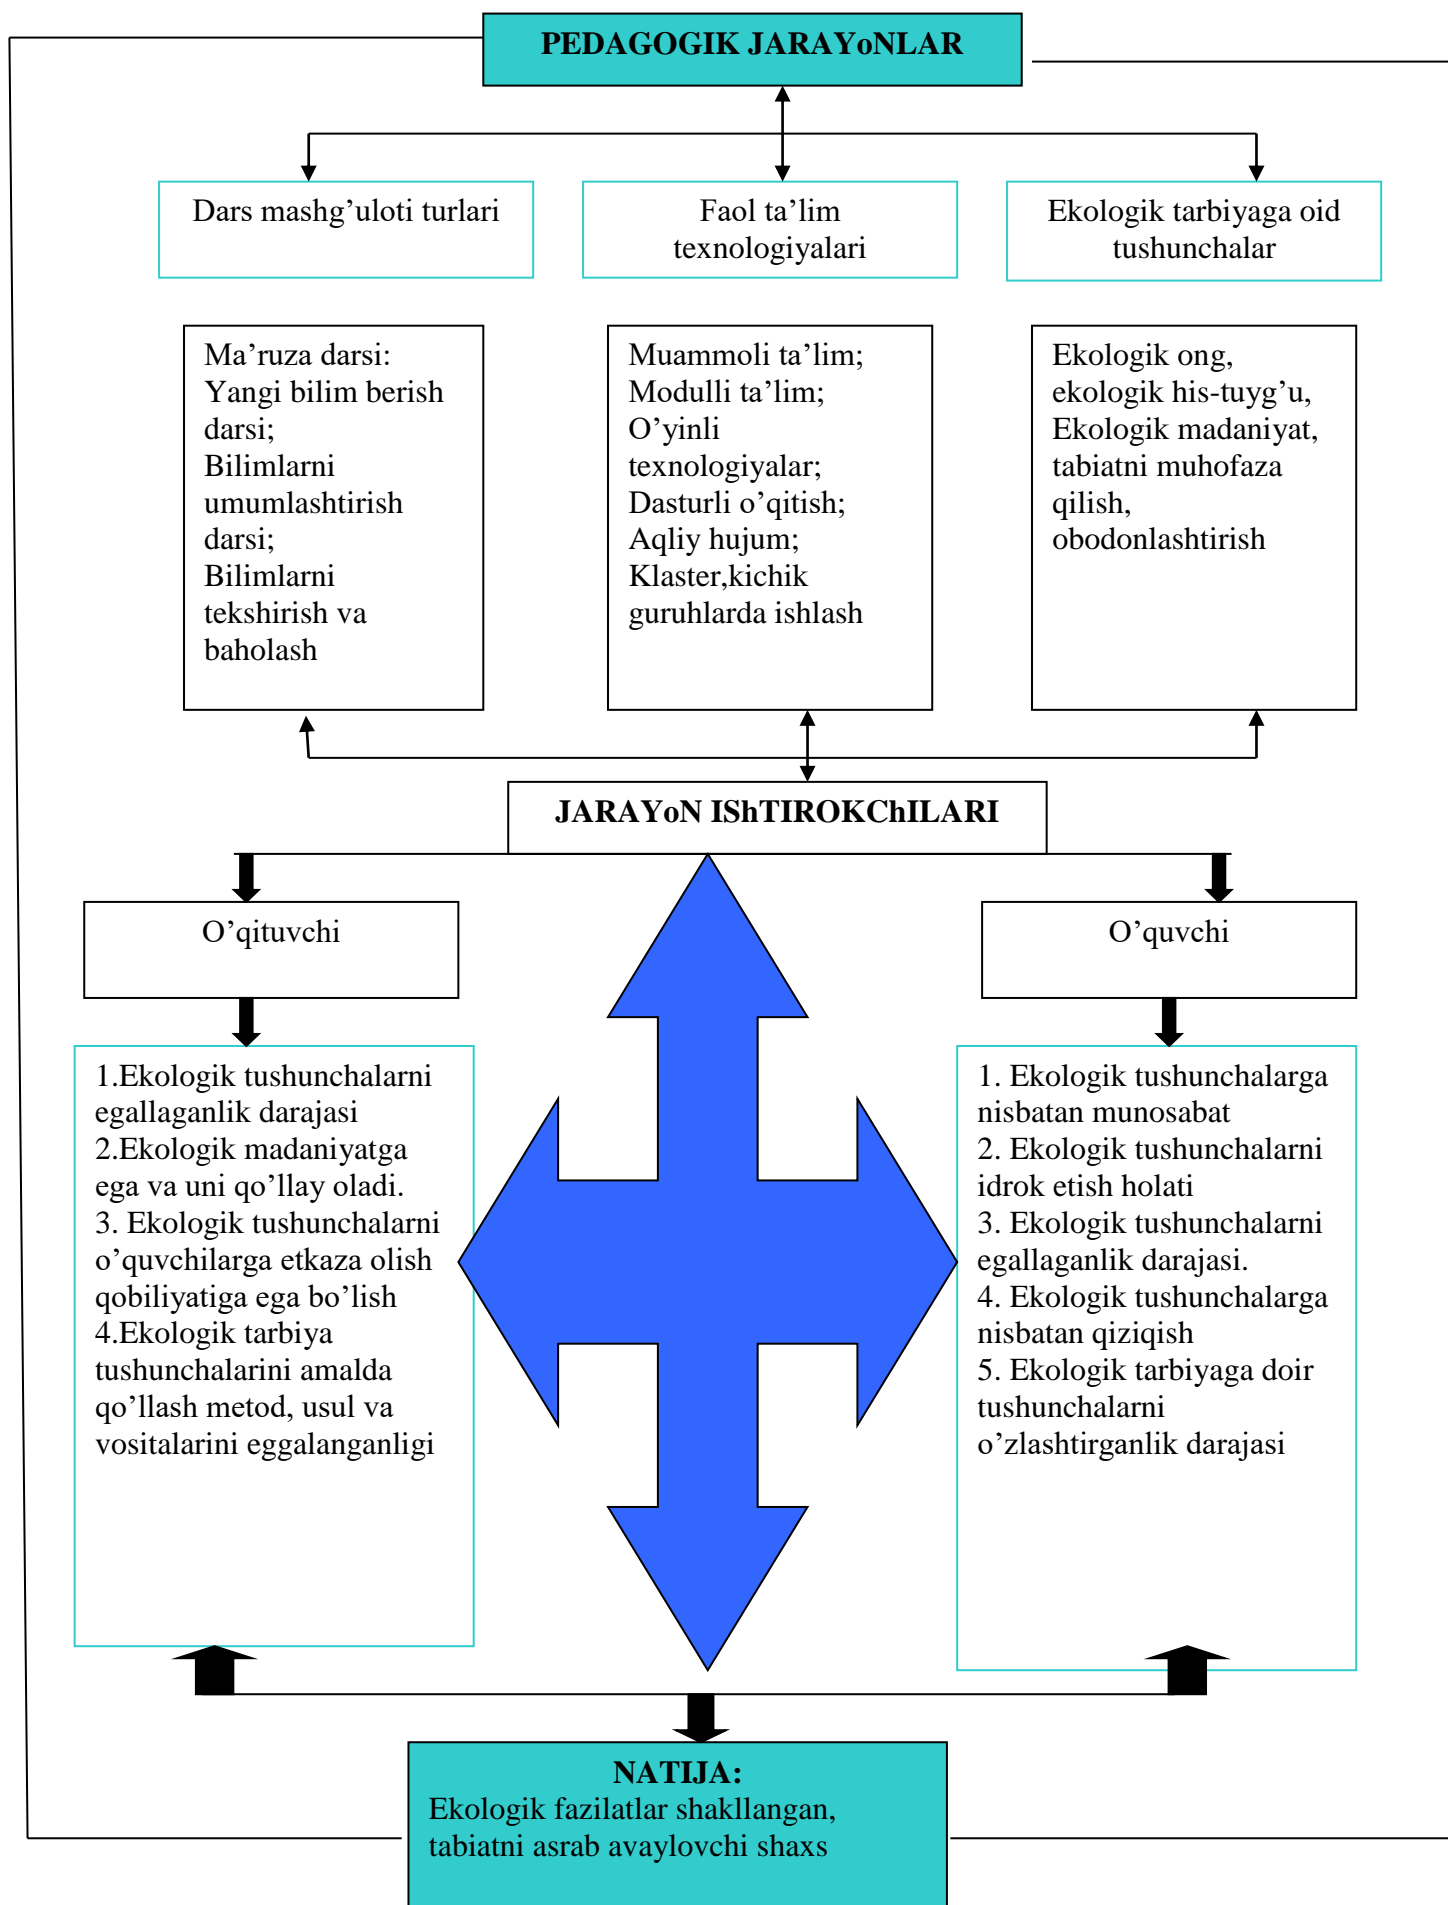 PEDAGOGIK JARAYoNLAR
Dars mashg’uloti turlari
Faol ta’lim
texnologiyalari
Ekologik tarbiyaga oid
tushunchalar
Ma’ruza darsi:
Yangi bilim berish
darsi;
Bilimlarni
umumlashtirish
darsi;
Bilimlarni
tekshirish va
baholash
Muammoli ta’lim;
Modulli ta’lim;
O’yinli
texnologiyalar;
Dasturli o’qitish;
Aqliy hujum;
Klaster,kichik
guruhlarda ishlash
Ekologik ong,
ekologik his-tuyg’u,
Ekologik madaniyat,
tabiatni muhofaza
qilish,
obodonlashtirish
JARAYoN IShTIROKChILARI
O’qituvchi
O’quvchi
1.Ekologik tushunchalarni
egallaganlik darajasi
2.Ekologik madaniyatga
ega va uni qo’llay oladi.
3. Ekologik tushunchalarni
o’quvchilarga etkaza olish
qobiliyatiga ega bo’lish
4.Ekologik tarbiya
tushunchalarini amalda
qo’llash metod, usul va
vositalarini eggalanganligi
1. Ekologik tushunchalarga
nisbatan munosabat
2. Ekologik tushunchalarni
idrok etish holati
3. Ekologik tushunchalarni
egallaganlik darajasi.
4. Ekologik tushunchalarga
nisbatan qiziqish
5. Ekologik tarbiyaga doir
tushunchalarni
o’zlashtirganlik darajasi
NATIJA:
Ekologik fazilatlar shakllangan,
tabiatni asrab avaylovchi shaxs